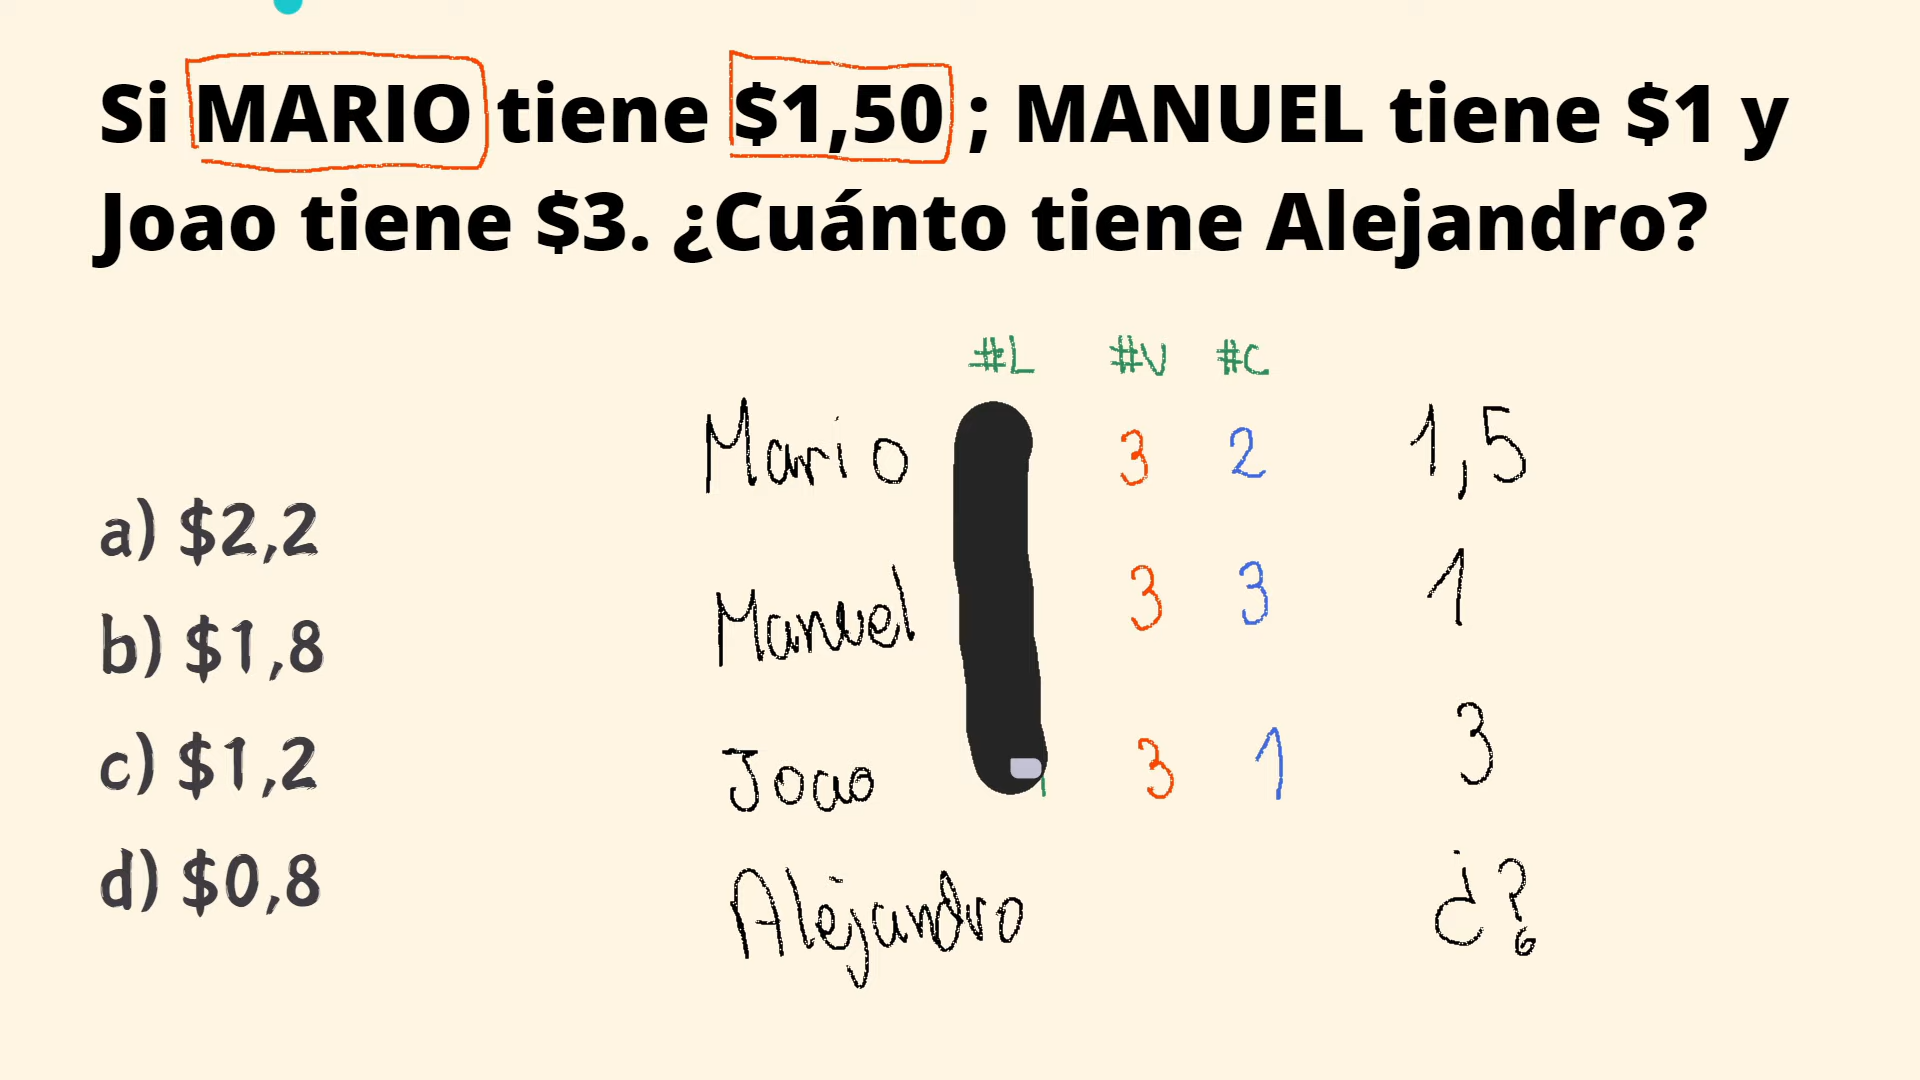 Si MARIO tiene $1,50 ; MANUEL tiene $1 y
Joao tiene $3. ¿Cuánto tiene Alejandro?
#L #V #C
Mario 3 2 1,5
a) $2,2
Manuel 3 3 1
b) $1,8
c) $1,2
Joao 3 1 3
d) $0,8
Alejandro ¿?